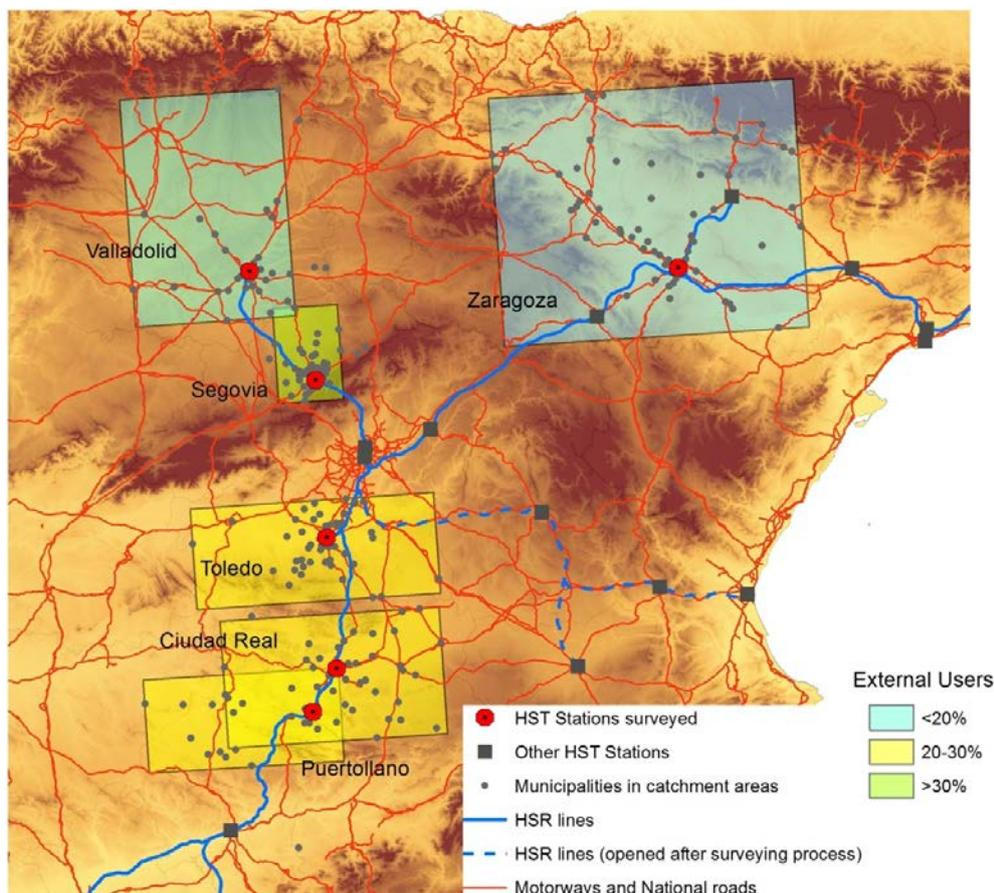 Valladolid
Zaragoza
Segovia
Toledo
Ciudad Real
Puertollano
External Users
<20%
20-30%
>30%
HST Stations surveyed
Other HST Stations
Municipalities in catchment areas
HSR lines
HSR lines (opened after surveying process)
Motorways and National roads